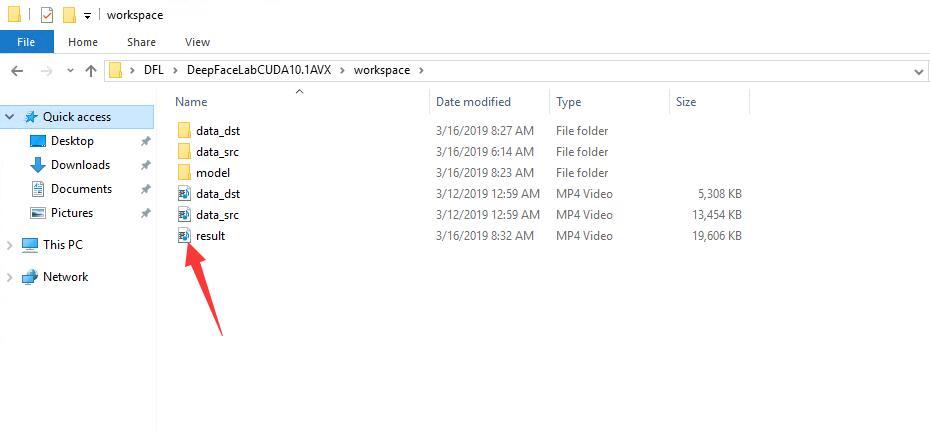 workspace
File Home Share View
DFL DeepFaceLabCUDA10.1AVX workspace
Name Date modified Type Size
Quick access
Desktop
Downloads
Documents
Pictures
This PC
Network
data_dst 3/16/2019 8:27 AM File folder
data_src 3/16/2019 6:14 AM File folder
model 3/16/2019 8:23 AM File folder
data_dst 3/12/2019 12:59 AM MP4 Video 5,308 KB
data_src 3/12/2019 12:59 AM MP4 Video 13,454 KB
result 3/16/2019 8:32 AM MP4 Video 19,606 KB